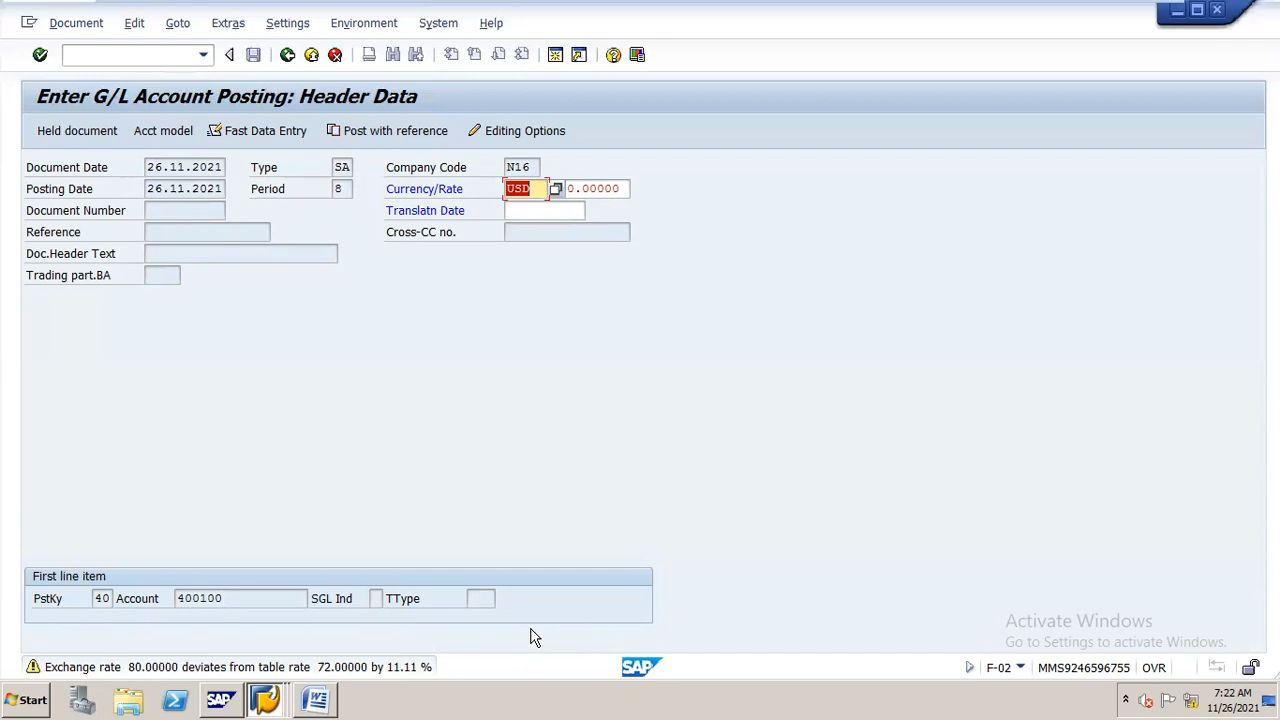 Document Edit Goto Extras Settings Environment System Help
Enter G/L Account Posting: Header Data
Held document Acct model Fast Data Entry Post with reference Editing Options
Document Date 26.11.2021 Type SA Company Code N16
Posting Date 26.11.2021 Period 8 Currency/Rate USD 0.00000
Document Number Translatn Date
Reference Cross-CC no.
Doc.Header Text
Trading part.BA
First line item
PstKy 40 Account 400100 SGL Ind TType
Activate Windows
Go to Settings to activate Windows.
Exchange rate 80.00000 deviates from table rate 72.00000 by 11.11 % SAP F-02 MMS9246596755 OVR
Start SAP 7:22 AM
11/26/2021